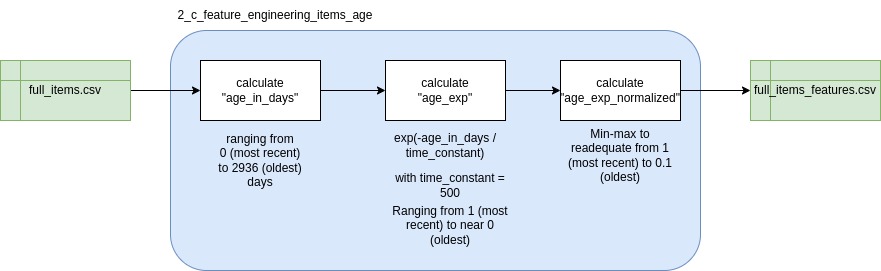 2_c_feature_engineering_items_age
full_items.csv
calculate
"age_in_days"
ranging from
0 (most recent)
to 2936 (oldest)
days
calculate
"age_exp"
exp(-age_in_days /
time_constant)
with time_constant =
500
Ranging from 1 (most
recent) to near 0
(oldest)
calculate
"age_exp_normalized"
Min-max to
readequate from 1
(most recent) to 0.1
(oldest)
full_items_features.csv